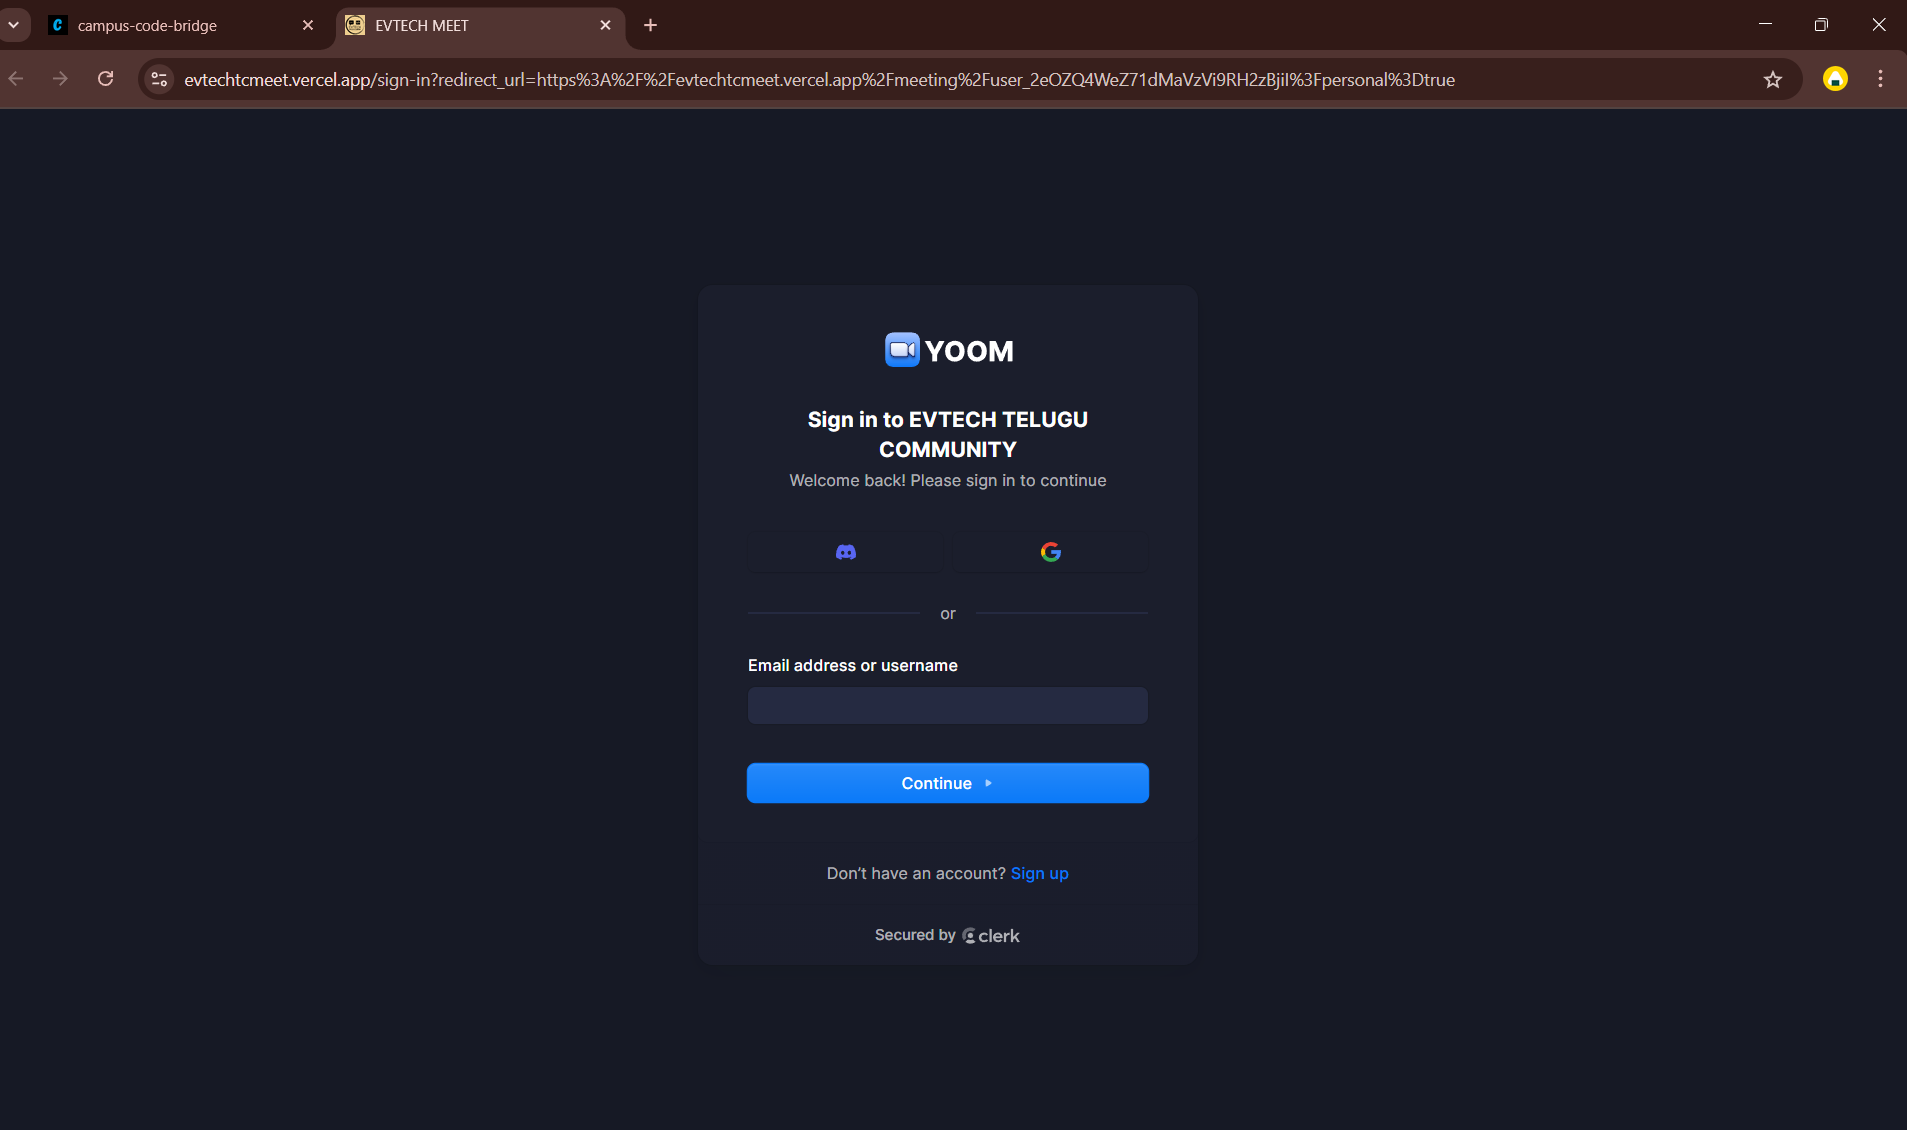 campus-code-bridge
EVTECH MEET
evtechtcmeet.vercel.app/sign-in?redirect_url=https%3A%2F%2Fevtechtcmeet.vercel.app%2Fmeeting%2Fuser_2eOZQ4WeZ71dMaVzVi9RH2zBjiI%3Fpersonal%3Dtrue
YOOM
Sign in to EVTECH TELUGU
COMMUNITY
Welcome back! Please sign in to continue
or
Email address or username
Continue
Don’t have an account? Sign up
Secured by clerk